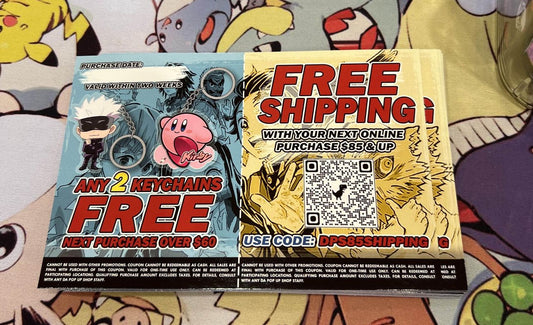 PURCHASE DATE:
VALID WITHIN TWO WEEKS
Kirby
ANY 2 KEYCHAINS
FREE
NEXT PURCHASE OVER $60
CANNOT BE USED WITH OTHER PROMOTIONS. COUPON CANNOT BE REDEEMABLE AS CASH. ALL SALES ARE
FINAL WITH PURCHASE OF THIS COUPON. VALID FOR ONE-TIME USE ONLY. CAN BE REDEEMED AT
PARTICIPATING LOCATIONS. QUALIFYING PURCHASE AMOUNT EXCLUDES TAXES. FOR DETAILS, CONSULT
WITH ANY DA POP UP SHOP STAFF.
FREE
SHIPPING
WITH YOUR NEXT ONLINE
PURCHASE $85 & UP
USE CODE: DPS85SHIPPING
CANNOT BE USED WITH OTHER PROMOTIONS. COUPON CANNOT BE REDEEMABLE AS CASH. ALL SALES ARE
FINAL WITH PURCHASE OF THIS COUPON. VALID FOR ONE-TIME USE ONLY. CAN BE REDEEMED AT
PARTICIPATING LOCATIONS. QUALIFYING PURCHASE AMOUNT EXCLUDES TAXES. FOR DETAILS, CONSULT
WITH ANY DA POP UP SHOP STAFF.